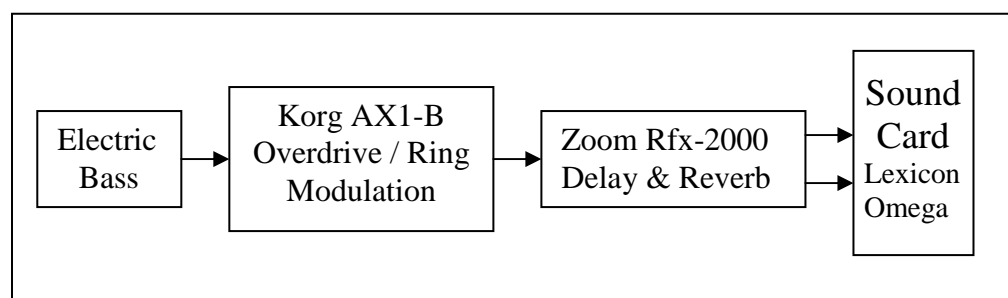 Electric
Bass
Korg AX1-B
Overdrive / Ring
Modulation
Zoom Rfx-2000
Delay & Reverb
Sound
Card
Lexicon
Omega